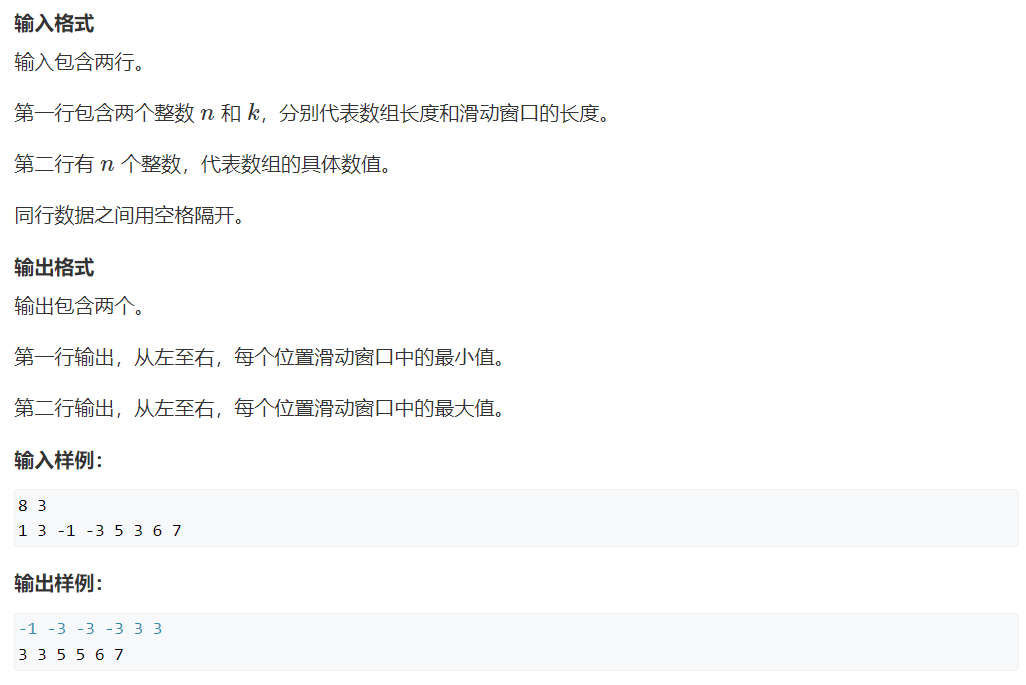 输入格式
输入包含两行。
第一行包含两个整数 n 和 k，分别代表数组长度和滑动窗口的长度。
第二行有 n 个整数，代表数组的具体数值。
同行数据之间用空格隔开。
输出格式
输出包含两个。
第一行输出，从左至右，每个位置滑动窗口中的最小值。
第二行输出，从左至右，每个位置滑动窗口中的最大值。
输入样例：
8 3
1 3 -1 -3 5 3 6 7
输出样例：
-1 -3 -3 -3 3 3
3 3 5 5 6 7